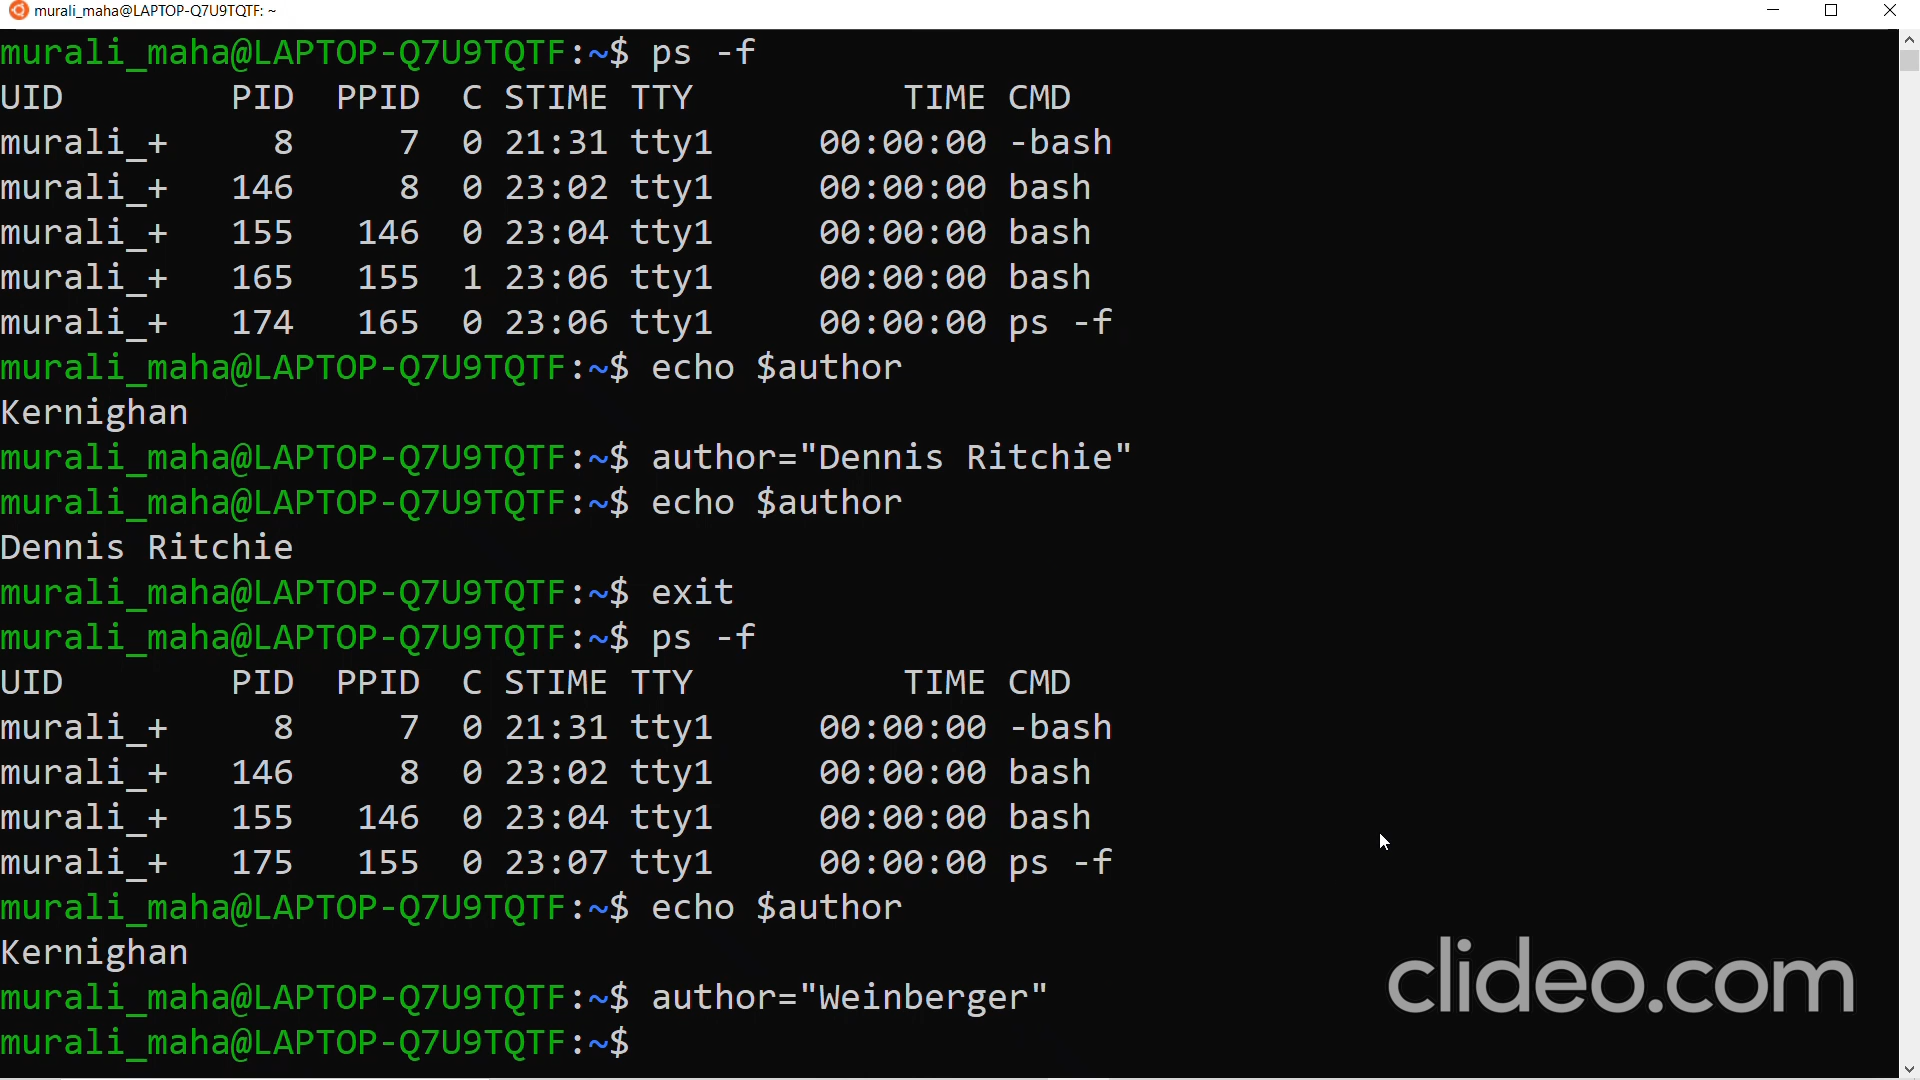 murali_maha@LAPTOP-Q7U9TQTF: ~
murali_maha@LAPTOP-Q7U9TQTF:~$ ps -f
UID        PID  PPID  C STIME TTY          TIME CMD
murali_+     8     7  0 21:31 tty1     00:00:00 -bash
murali_+   146     8  0 23:02 tty1     00:00:00 bash
murali_+   155   146  0 23:04 tty1     00:00:00 bash
murali_+   165   155  1 23:06 tty1     00:00:00 bash
murali_+   174   165  0 23:06 tty1     00:00:00 ps -f
murali_maha@LAPTOP-Q7U9TQTF:~$ echo $author
Kernighan
murali_maha@LAPTOP-Q7U9TQTF:~$ author="Dennis Ritchie"
murali_maha@LAPTOP-Q7U9TQTF:~$ echo $author
Dennis Ritchie
murali_maha@LAPTOP-Q7U9TQTF:~$ exit
murali_maha@LAPTOP-Q7U9TQTF:~$ ps -f
UID        PID  PPID  C STIME TTY          TIME CMD
murali_+     8     7  0 21:31 tty1     00:00:00 -bash
murali_+   146     8  0 23:02 tty1     00:00:00 bash
murali_+   155   146  0 23:04 tty1     00:00:00 bash
murali_+   175   155  0 23:07 tty1     00:00:00 ps -f
murali_maha@LAPTOP-Q7U9TQTF:~$ echo $author
Kernighan
murali_maha@LAPTOP-Q7U9TQTF:~$ author="Weinberger"
murali_maha@LAPTOP-Q7U9TQTF:~$
clideo.com